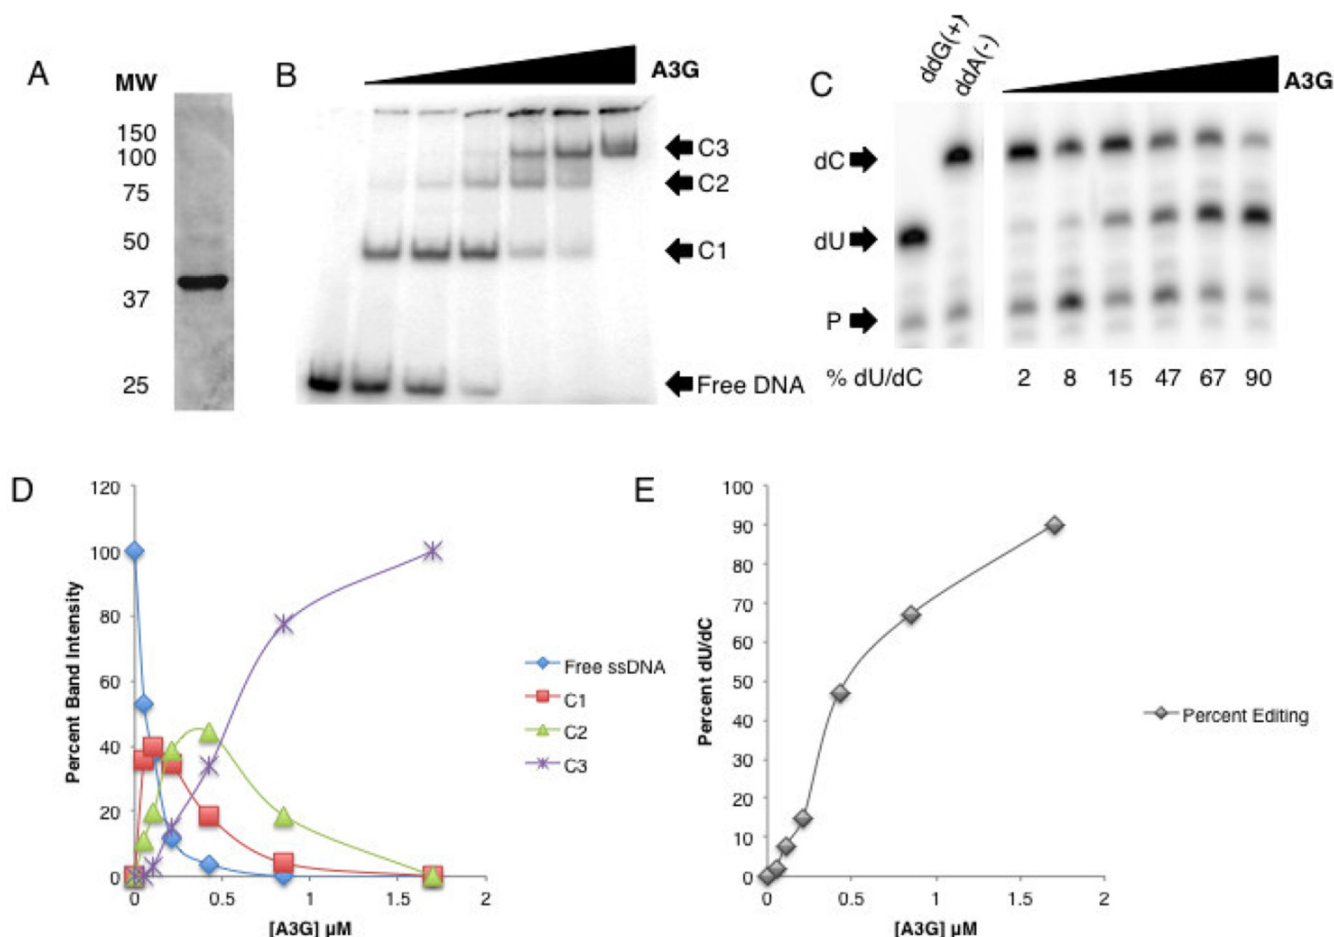 A
MW
150
100
75
50
37
25
B
A3G
C3
C2
C1
Free DNA
C
ddG(+)
ddA(-)
A3G
dC
dU
P
% dU/dC 2 8 15 47 67 90
D
120
100
80
60
40
20
0
Percent Band Intensity
0 0.5 1 1.5 2
[A3G] µM
Free ssDNA
C1
C2
C3
E
100
90
80
70
60
50
40
30
20
10
0
Percent dU/dC
0 0.5 1 1.5 2
[A3G] µM
Percent Editing